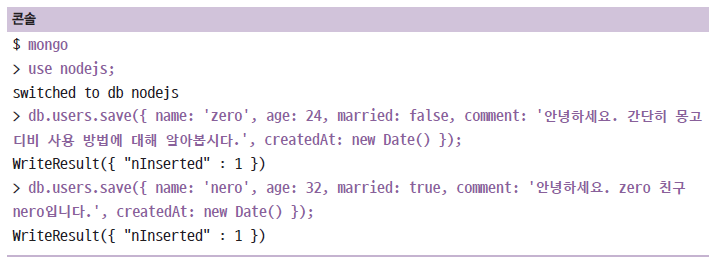 콘솔
$ mongo
> use nodejs;
switched to db nodejs
> db.users.save({ name: 'zero', age: 24, married: false, comment: '안녕하세요. 간단히 몽고
디비 사용 방법에 대해 알아봅시다.', createdAt: new Date() });
WriteResult({ "nInserted" : 1 })
> db.users.save({ name: 'nero', age: 32, married: true, comment: '안녕하세요. zero 친구
nero입니다.', createdAt: new Date() });
WriteResult({ "nInserted" : 1 })